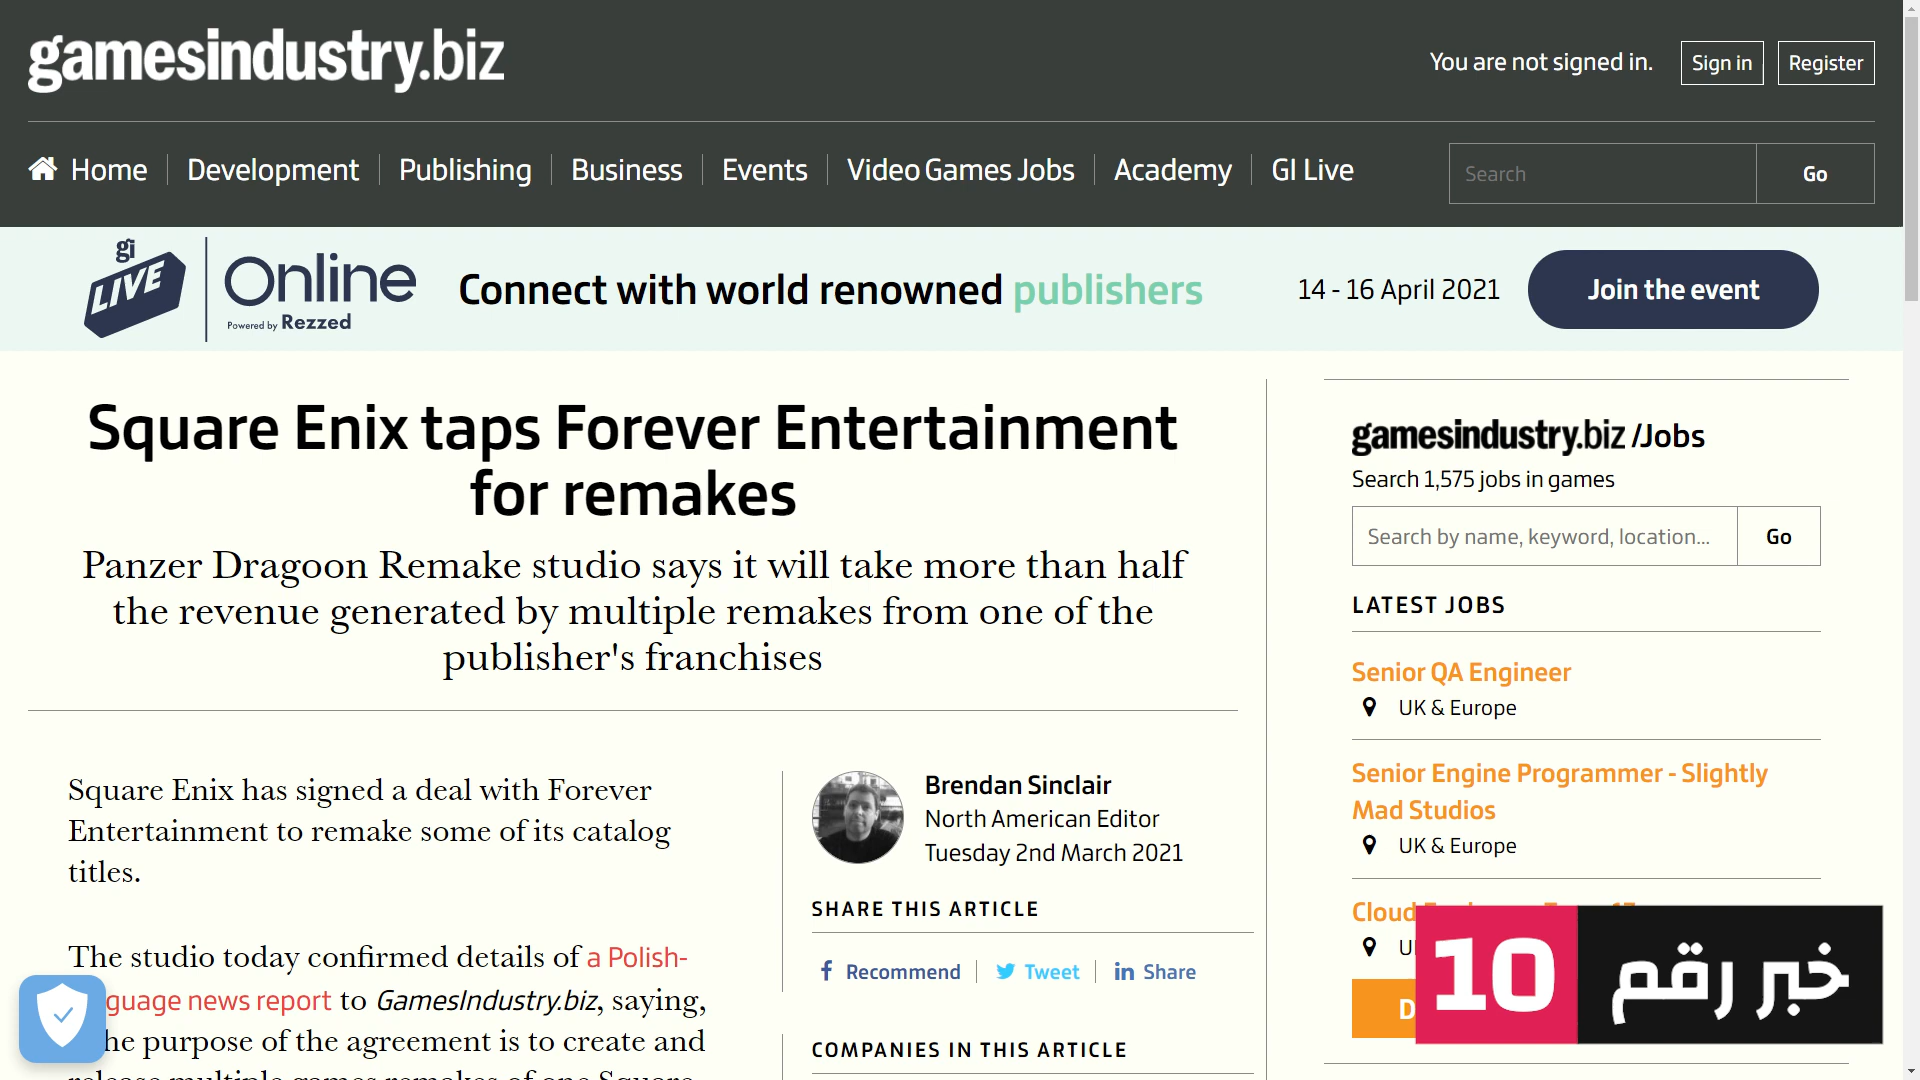 gamesindustry.biz
You are not signed in.
Sign in
Register
Home
Development
Publishing
Business
Events
Video Games Jobs
Academy
GI Live
Search
Go
gi
LIVE
Online
Powered by Rezzed
Connect with world renowned publishers
14 - 16 April 2021
Join the event
Square Enix taps Forever Entertainment
for remakes
Panzer Dragoon Remake studio says it will take more than half
the revenue generated by multiple remakes from one of the
publisher's franchises
Square Enix has signed a deal with Forever
Entertainment to remake some of its catalog
titles.
The studio today confirmed details of a Polish-
guage news report to GamesIndustry.biz, saying,
he purpose of the agreement is to create and
release multiple games remakes of one Square
Brendan Sinclair
North American Editor
Tuesday 2nd March 2021
SHARE THIS ARTICLE
Recommend
Tweet
Share
COMPANIES IN THIS ARTICLE
gamesindustry.biz /Jobs
Search 1,575 jobs in games
Search by name, keyword, location...
Go
LATEST JOBS
Senior QA Engineer
UK & Europe
Senior Engine Programmer - Slightly
Mad Studios
UK & Europe
Cloud
خبر رقم 10